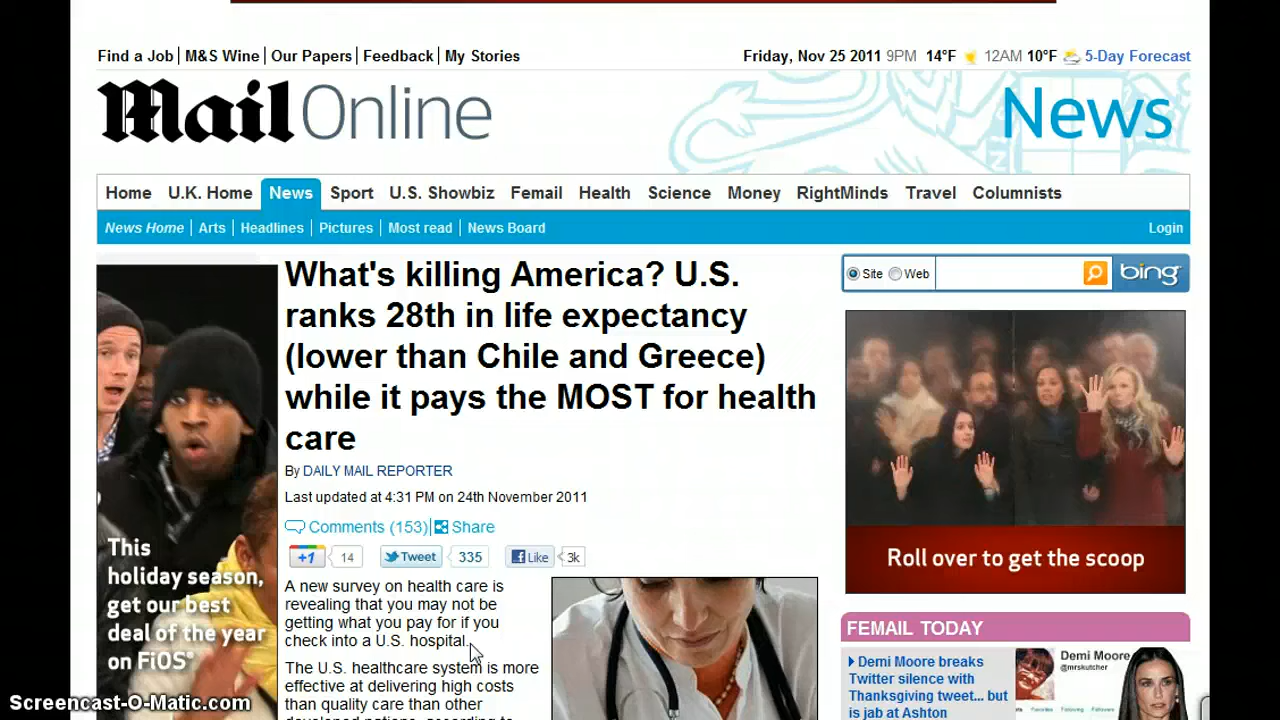 Find a Job | M&S Wine | Our Papers | Feedback | My Stories
Friday, Nov 25 2011 9PM 14°F 12AM 10°F 5-Day Forecast
Mail Online
News
Home U.K. Home News Sport U.S. Showbiz Femail Health Science Money RightMinds Travel Columnists
News Home | Arts | Headlines | Pictures | Most read | News Board
Login
What's killing America? U.S.
ranks 28th in life expectancy
(lower than Chile and Greece)
while it pays the MOST for health
care
By DAILY MAIL REPORTER
Last updated at 4:31 PM on 24th November 2011
Comments (153) | Share
+1 14 Tweet 335 Like 3k
A new survey on health care is
revealing that you may not be
getting what you pay for if you
check into a U.S. hospital.
The U.S. healthcare system is more
effective at delivering high costs
than quality care than other
developed nations, according to
This
holiday season,
get our best
deal of the year
on FiOS®
Site Web bing
Roll over to get the scoop
FEMAIL TODAY
Demi Moore breaks
Twitter silence with
Thanksgiving tweet... but
is jab at Ashton
Demi Moore
@mrskutcher
Screencast-O-Matic.com